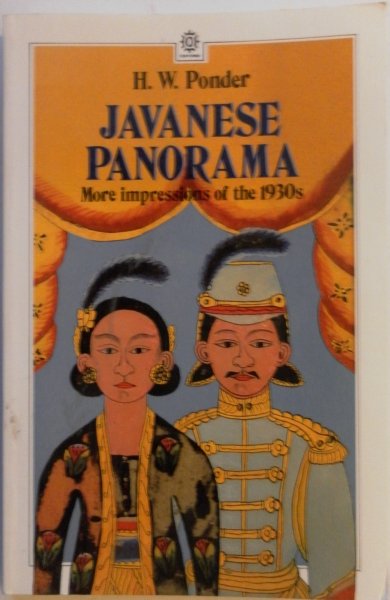 H. W. Ponder
JAVANESE
PANORAMA
More impressions of the 1930s